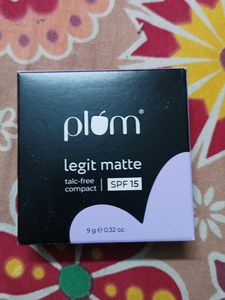 plum®
legit matte
talc-free
compact | SPF 15
9 g ℮ 0.32 oz.